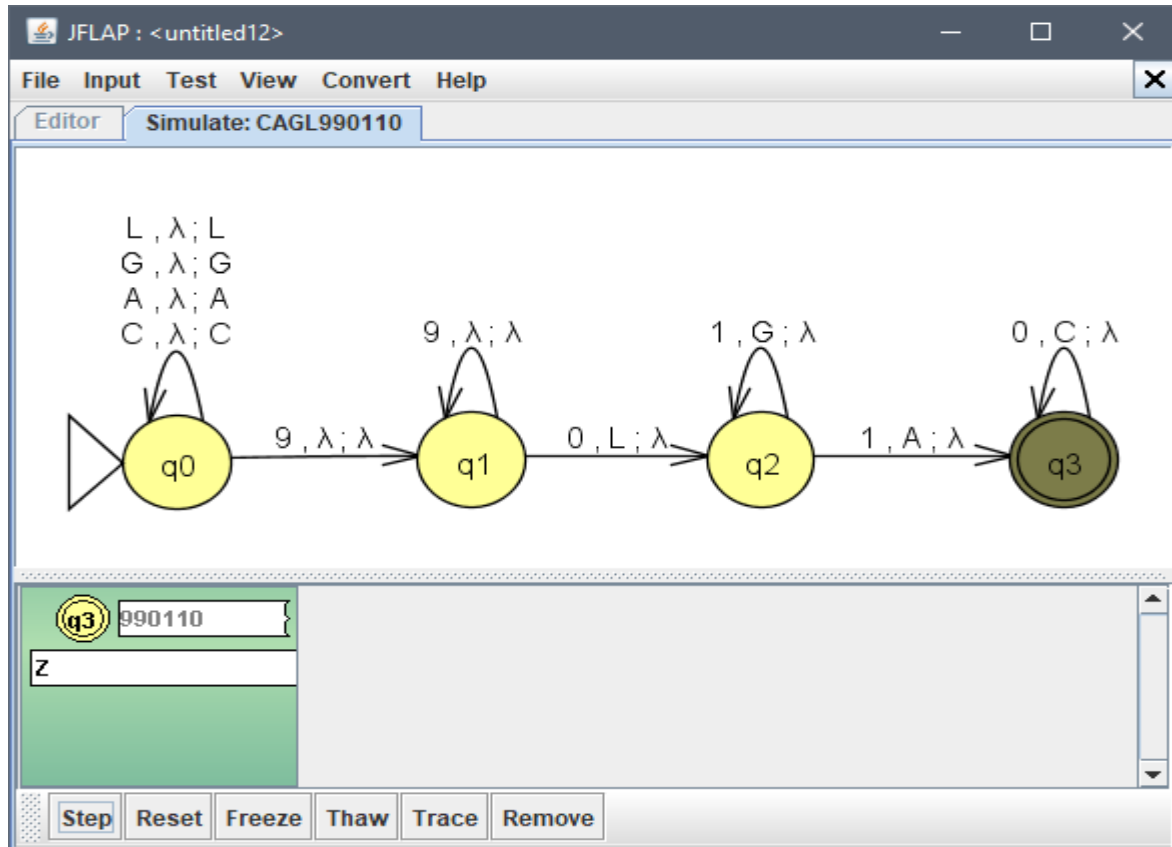 JFLAP : <untitled12>
File Input Test View Convert Help
Editor Simulate: CAGL990110
L , λ ; L
G , λ ; G
A , λ ; A
C , λ ; C
9 , λ ; λ
1 , G ; λ
0 , C ; λ
9 , λ ; λ
0 , L ; λ
1 , A ; λ
q0
q1
q2
q3
q3 990110
Z
Step Reset Freeze Thaw Trace Remove